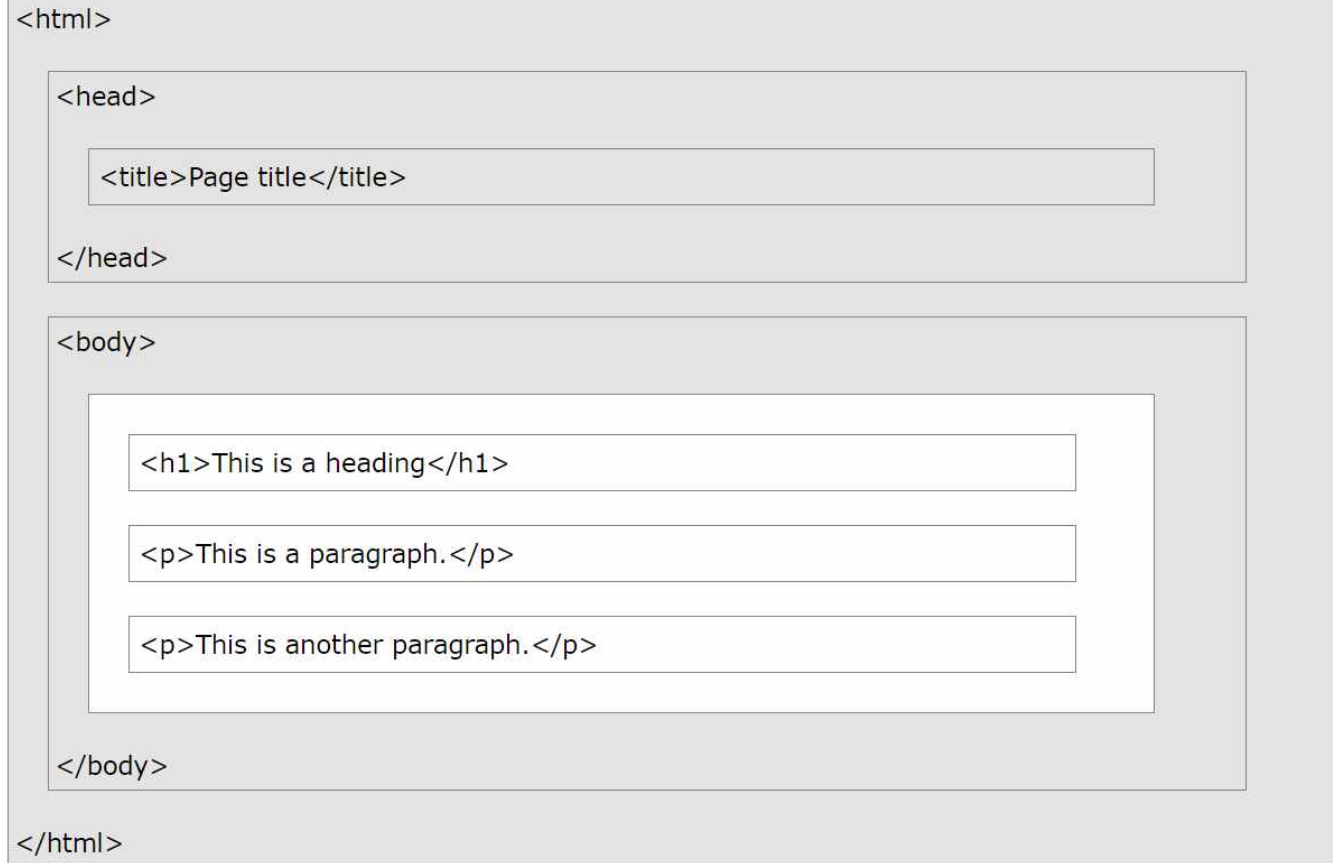 <html>
<head>
<title>Page title</title>
</head>
<body>
<h1>This is a heading</h1>
<p>This is a paragraph.</p>
<p>This is another paragraph.</p>
</body>
</html>